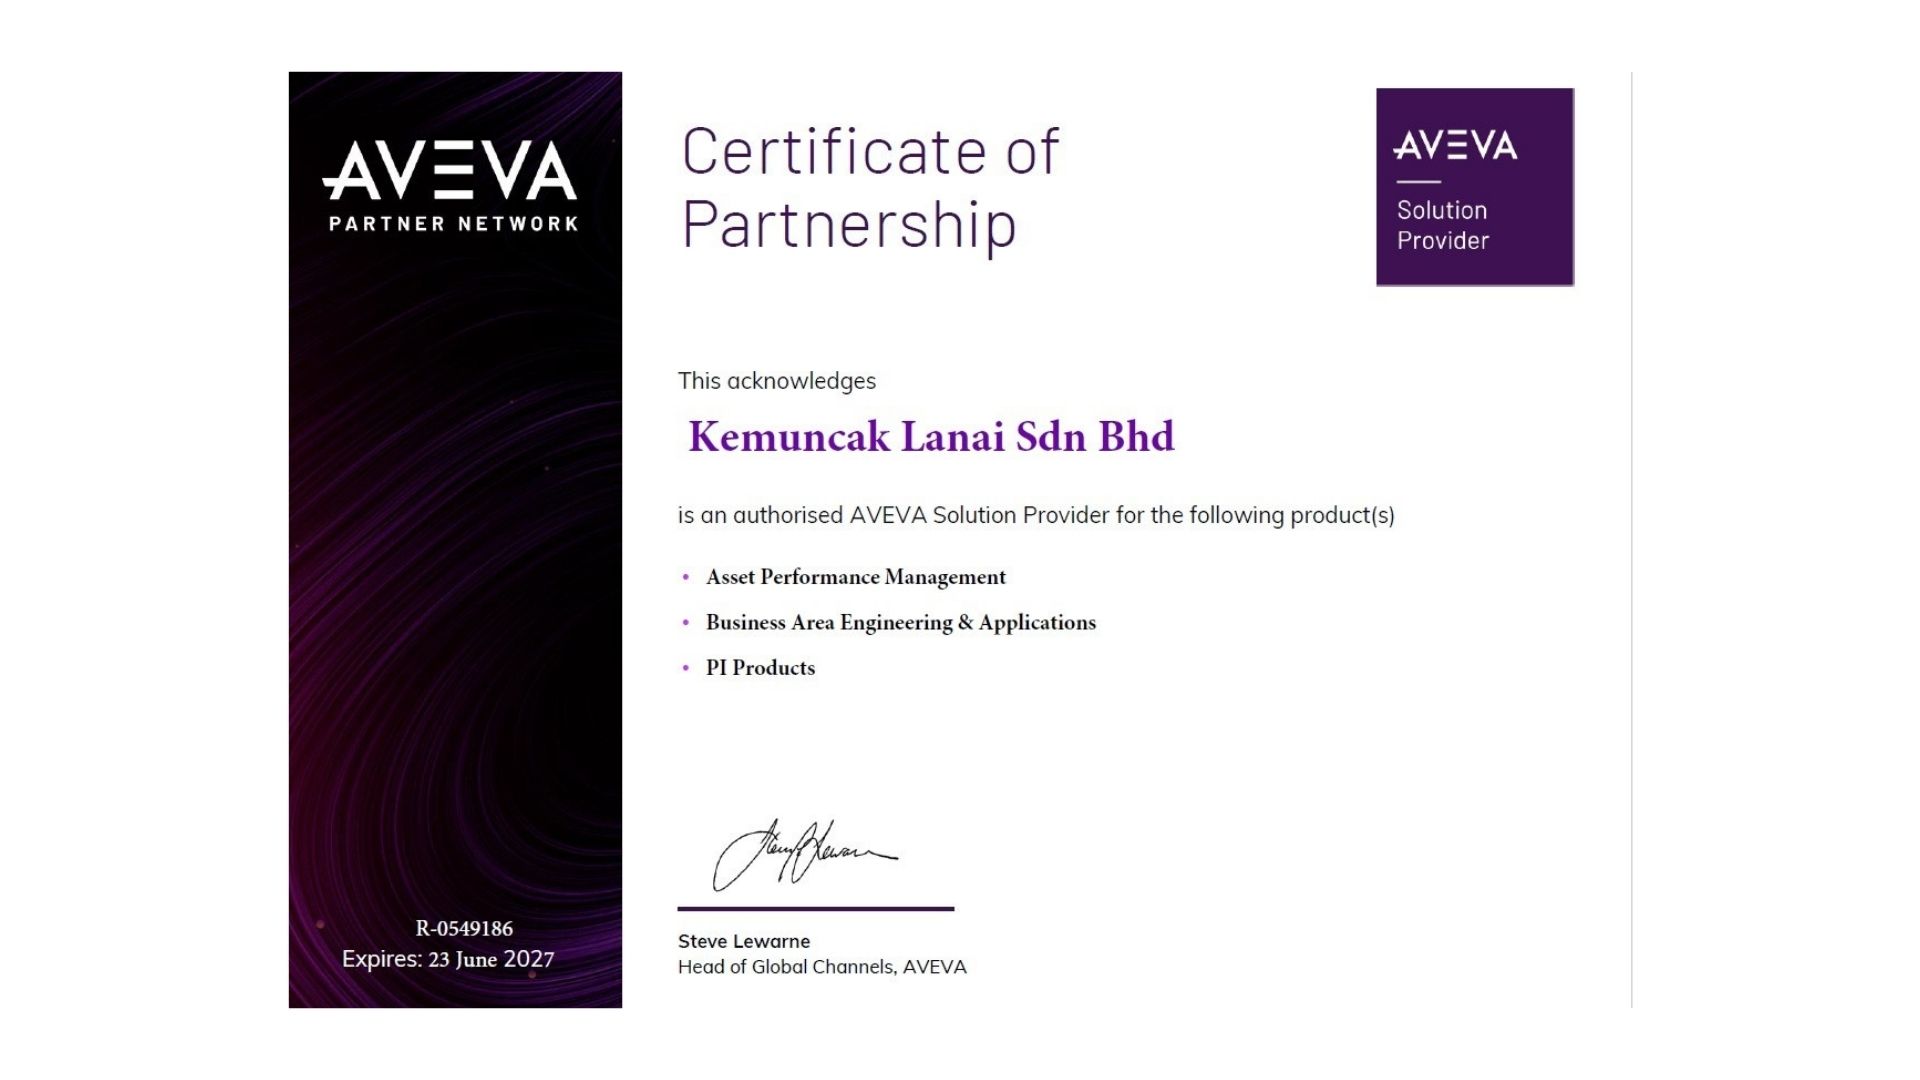 AVEVA
PARTNER NETWORK
Certificate of
Partnership
AVEVA
Solution
Provider
This acknowledges
Kemuncak Lanai Sdn Bhd
is an authorised AVEVA Solution Provider for the following product(s)
• Asset Performance Management
• Business Area Engineering & Applications
• PI Products
Steve Lewarne
Head of Global Channels, AVEVA
R-0549186
Expires: 23 June 2027